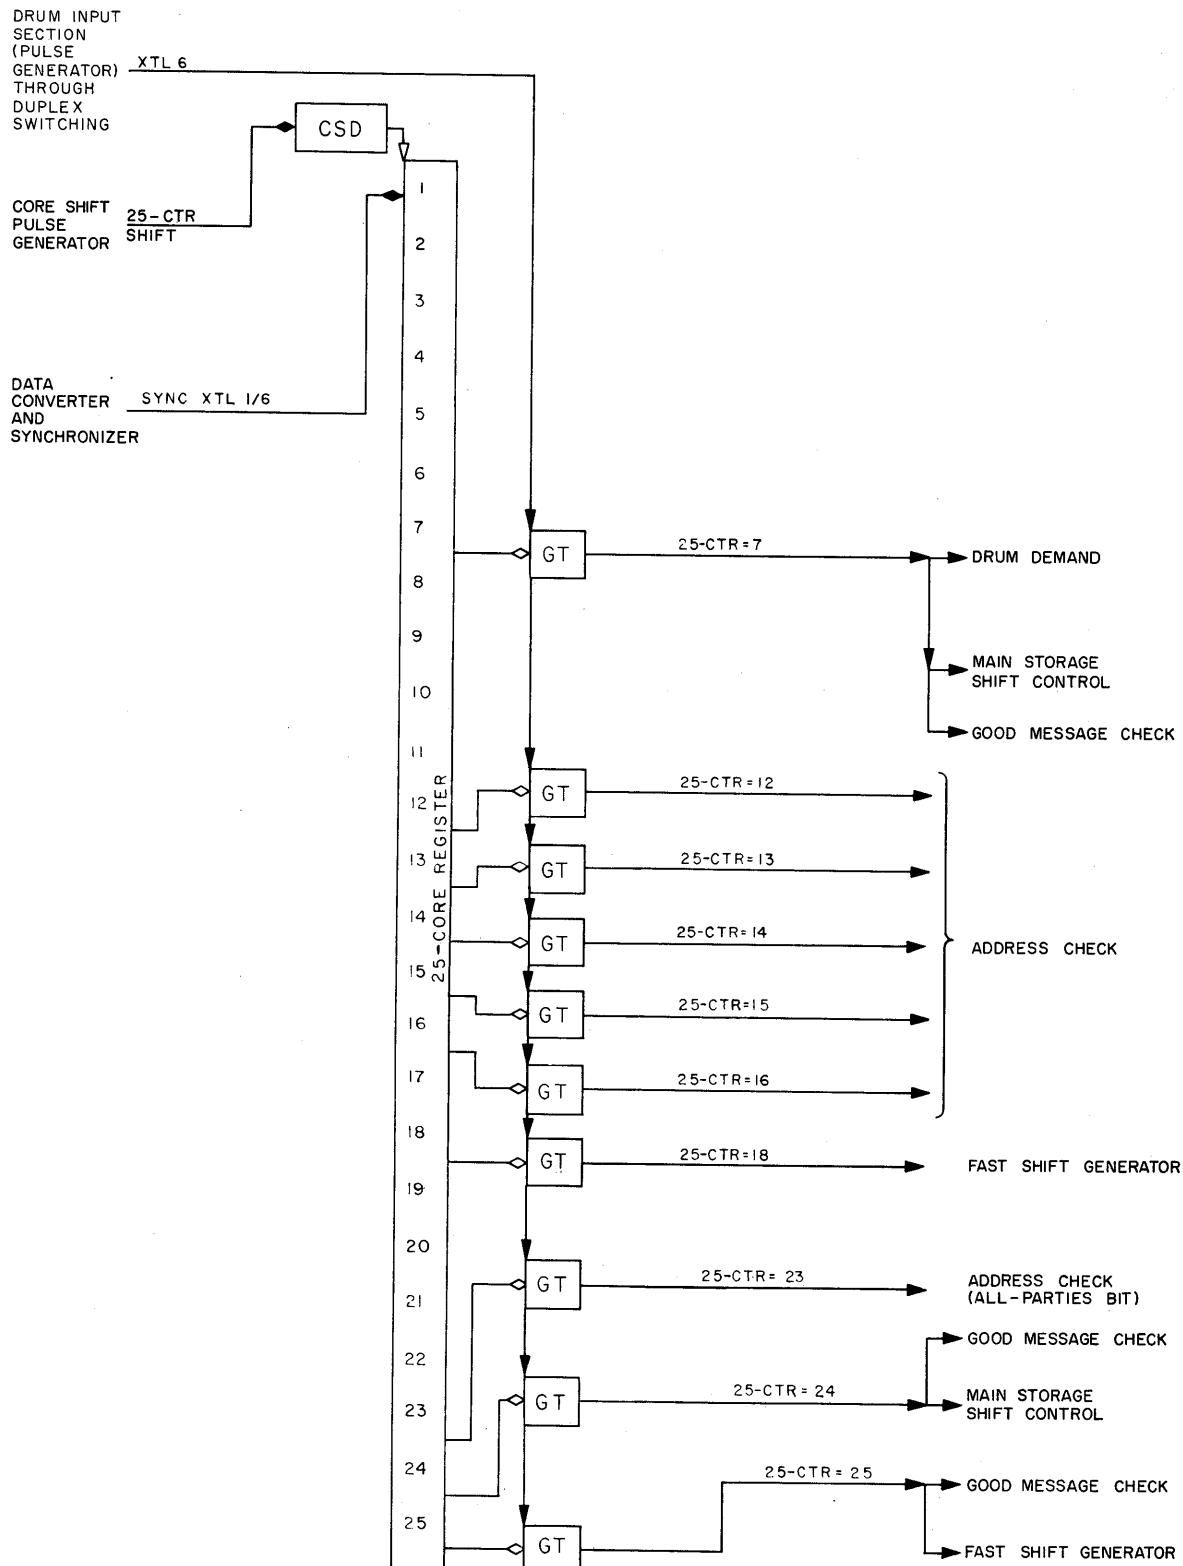 DRUM INPUT
SECTION
(PULSE
GENERATOR)
THROUGH
DUPLEX
SWITCHING
XTL 6
CSD
CORE SHIFT
PULSE
GENERATOR
25-CTR
SHIFT
DATA
CONVERTER
AND
SYNCHRONIZER
SYNC XTL 1/6
1
2
3
4
5
6
7
8
9
10
11
12
13
14
15
16
17
18
19
20
21
22
23
24
25
25-CORE REGISTER
GT
25-CTR=7
DRUM DEMAND
MAIN STORAGE
SHIFT CONTROL
GOOD MESSAGE CHECK
GT
25-CTR=12
GT
25-CTR=13
GT
25-CTR=14
ADDRESS CHECK
GT
25-CTR=15
GT
25-CTR=16
GT
25-CTR=18
FAST SHIFT GENERATOR
GT
25-CTR= 23
ADDRESS CHECK
(ALL-PARTIES BIT)
GT
25-CTR= 24
GOOD MESSAGE CHECK
MAIN STORAGE
SHIFT CONTROL
GT
25-CTR= 25
GOOD MESSAGE CHECK
FAST SHIFT GENERATOR